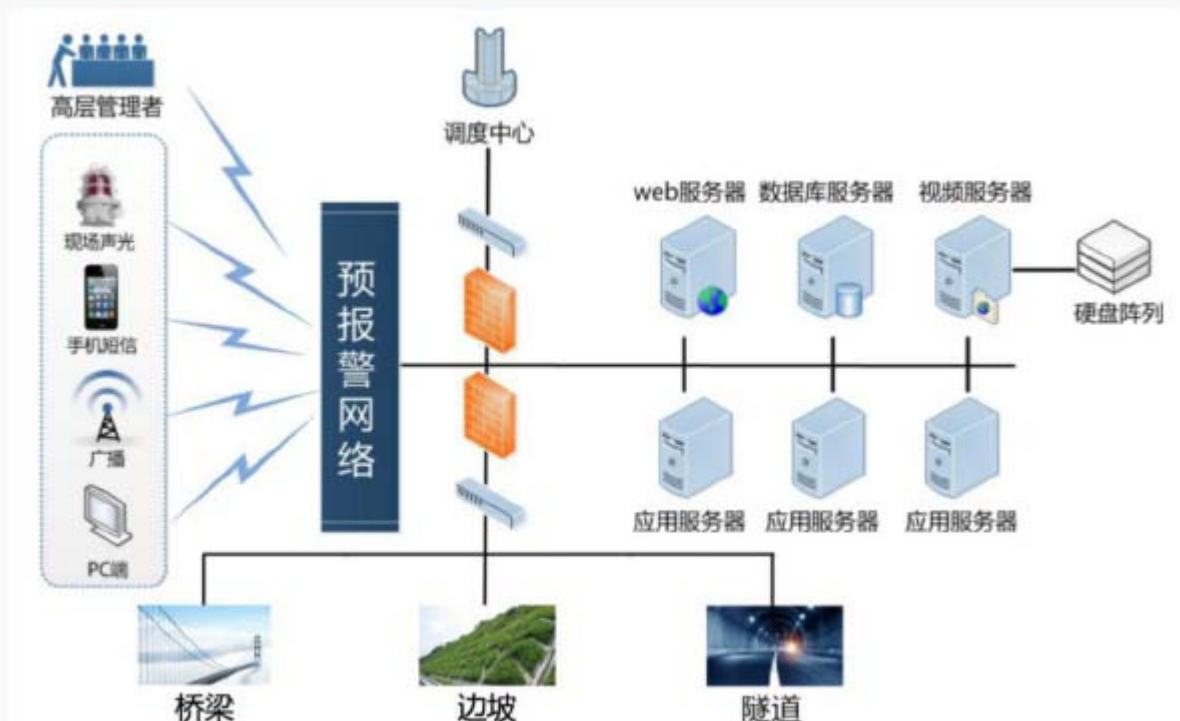 高层管理者
调度中心
现场声光
手机短信
广播
PC端
预报警网络
web服务器
数据库服务器
视频服务器
硬盘阵列
应用服务器
应用服务器
应用服务器
桥梁
边坡
隧道